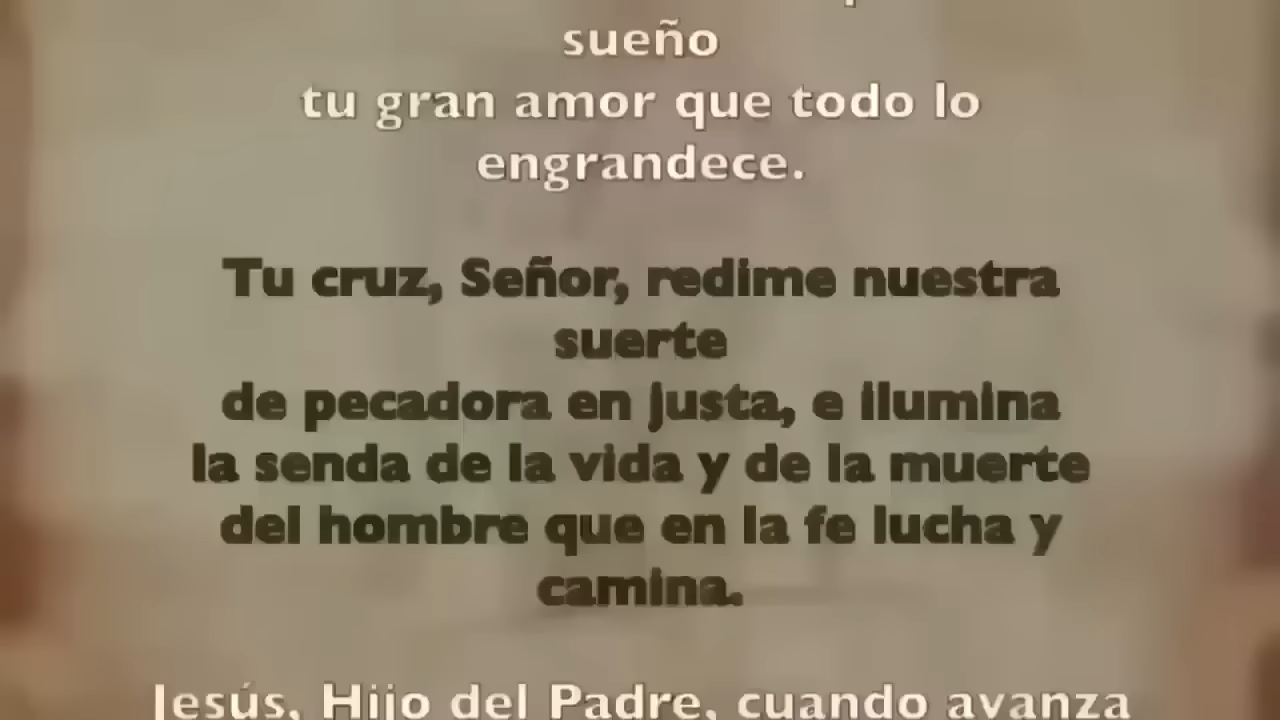 sueño
tu gran amor que todo lo
engrandece.
Tu cruz, Señor, redime nuestra
suerte
de pecadora en justa, e ilumina
la senda de la vida y de la muerte
del hombre que en la fe lucha y
camina.
Jesús, Hijo del Padre, cuando avanza